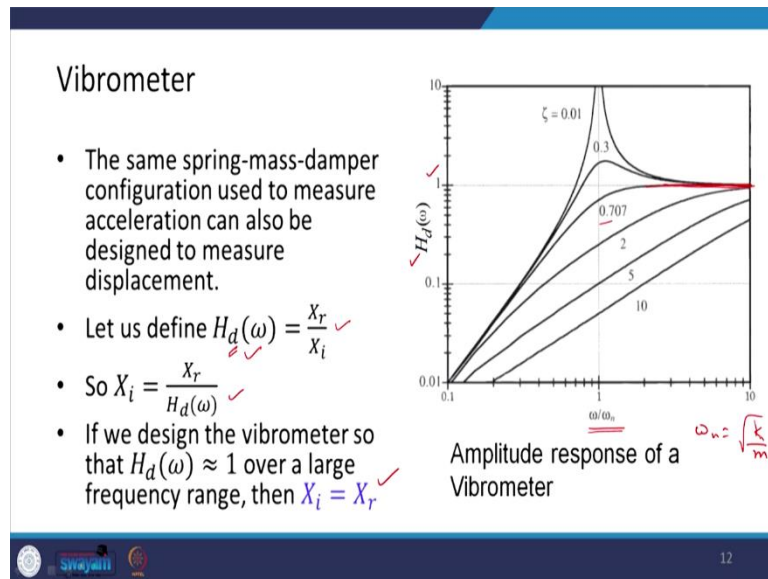 Vibrometer
• The same spring-mass-damper
configuration used to measure
acceleration can also be
designed to measure
displacement.
• Let us define H_d(ω) = X_r/X_i
• So X_i = X_r/H_d(ω)
• If we design the vibrometer so
that H_d(ω) ≈ 1 over a large
frequency range, then X_i = X_r
10
1
0.1
0.01
H_d(ω)
ζ = 0.01
0.3
0.707
2
5
10
0.1
1
10
ω/ω_n
ω_n = √(k/m)
Amplitude response of a
Vibrometer
swayam
12